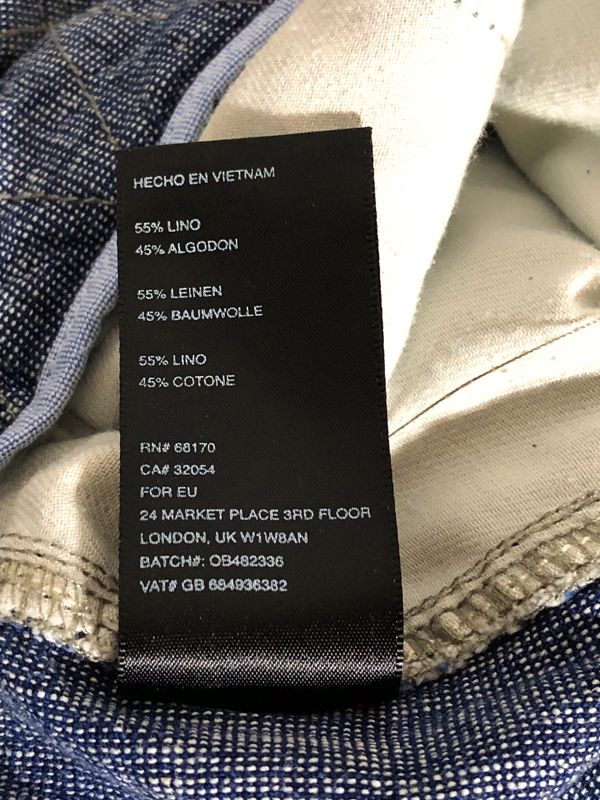 HECHO EN VIETNAM
55% LINO
45% ALGODON
55% LEINEN
45% BAUMWOLLE
55% LINO
45% COTONE
RN# 68170
CA# 32054
FOR EU
24 MARKET PLACE 3RD FLOOR
LONDON, UK W1W8AN
BATCH#: OB482336
VAT# GB 684936382